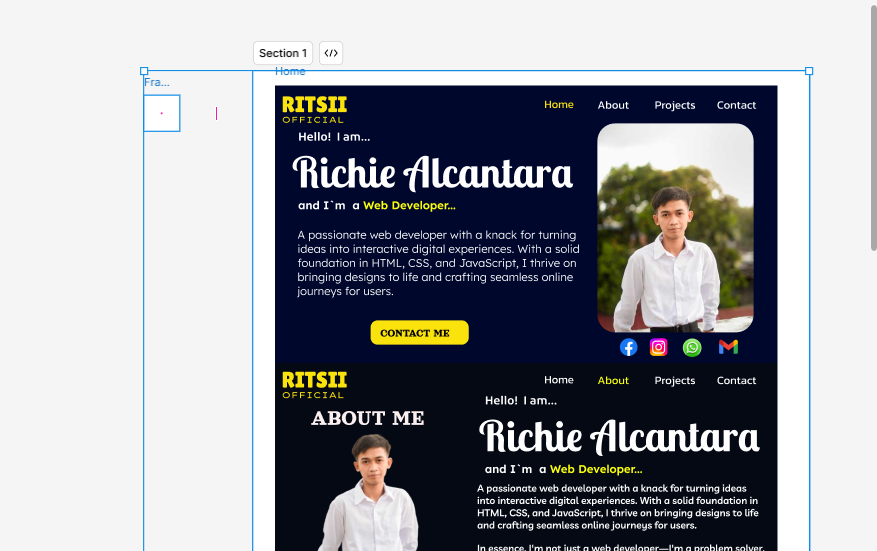 Section 1
Home
Fra...
RITSII
OFFICIAL
Home About Projects Contact
Hello! I am...
Richie Alcantara
and I`m a Web Developer...
A passionate web developer with a knack for turning
ideas into interactive digital experiences. With a solid
foundation in HTML, CSS, and JavaScript, I thrive on
bringing designs to life and crafting seamless online
journeys for users.
CONTACT ME
RITSII
OFFICIAL
Home About Projects Contact
ABOUT ME
Hello! I am...
Richie Alcantara
and I`m a Web Developer...
A passionate web developer with a knack for turning ideas
into interactive digital experiences. With a solid foundation in
HTML, CSS, and JavaScript, I thrive on bringing designs to life
and crafting seamless online journeys for users.
In essence, I'm not just a web developer—I'm a problem solver,